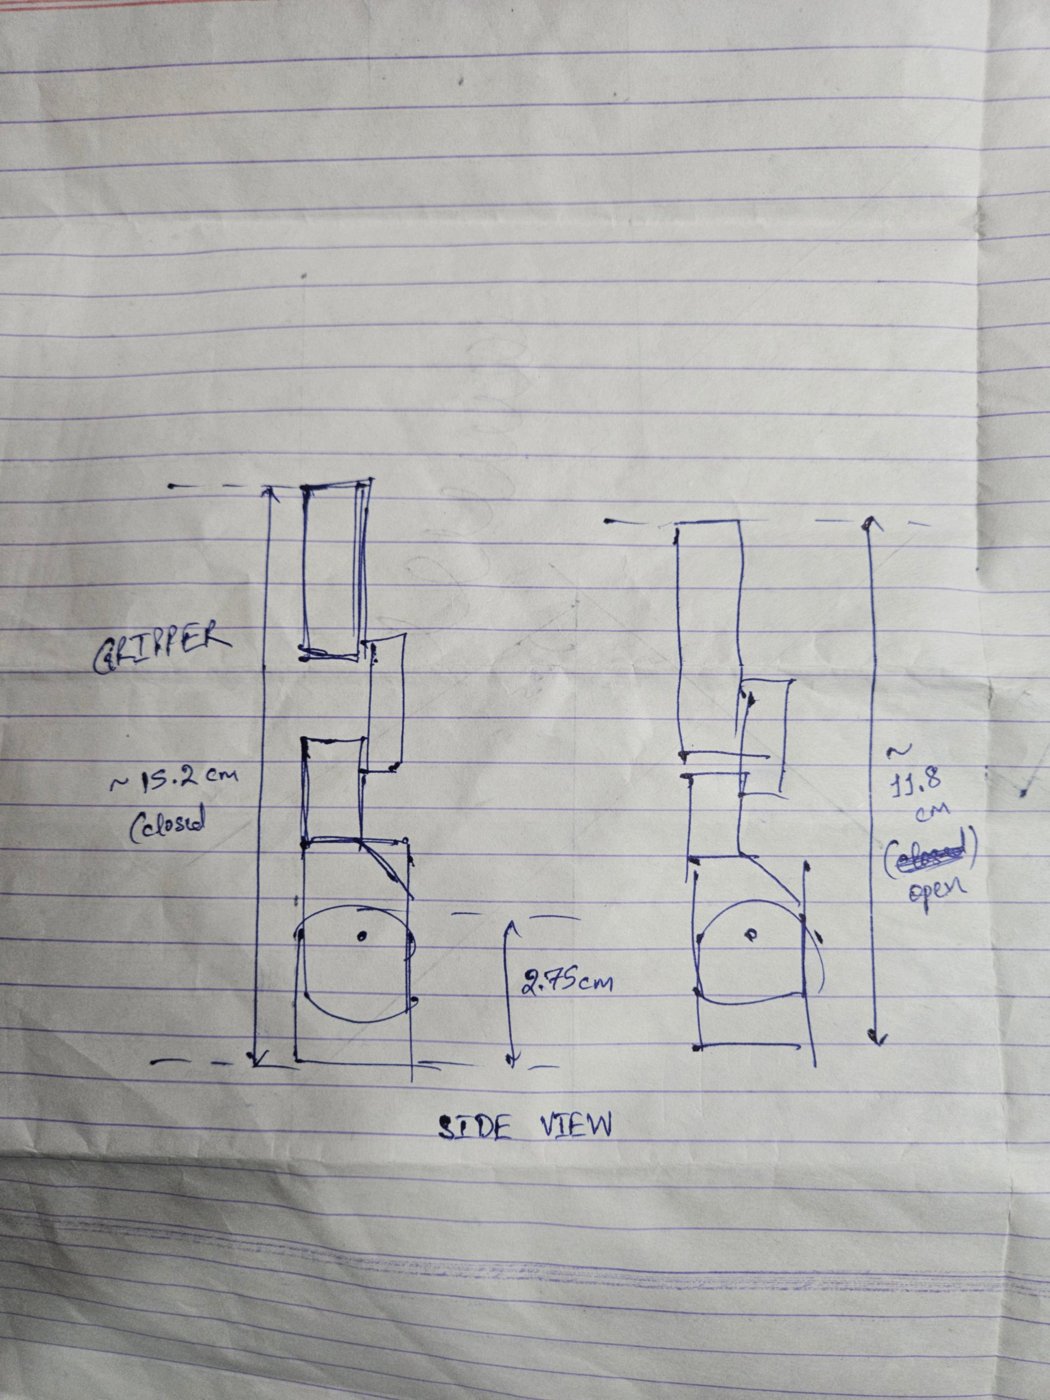 GRIPPER
~ 15.2 cm
(closed
2.75cm
~
11.8
cm
(closed)
open
SIDE VIEW